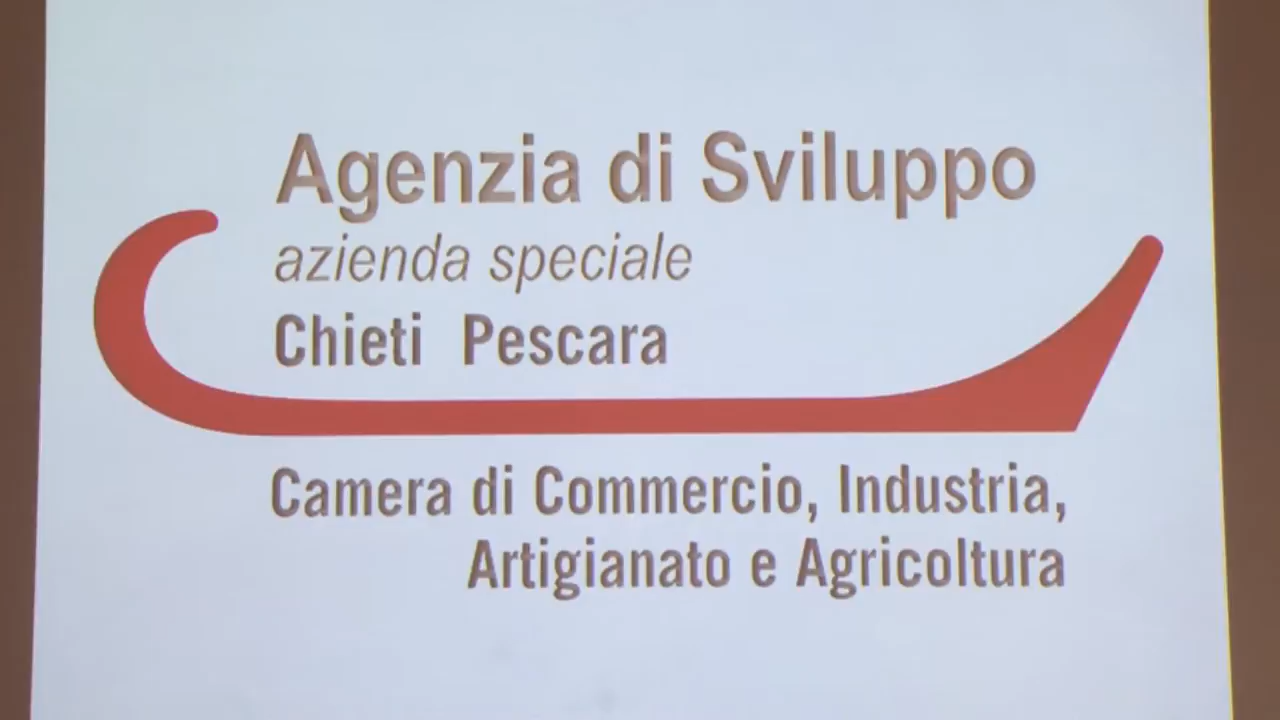 Agenzia di Sviluppo
azienda speciale
Chieti Pescara
Camera di Commercio, Industria,
Artigianato e Agricoltura